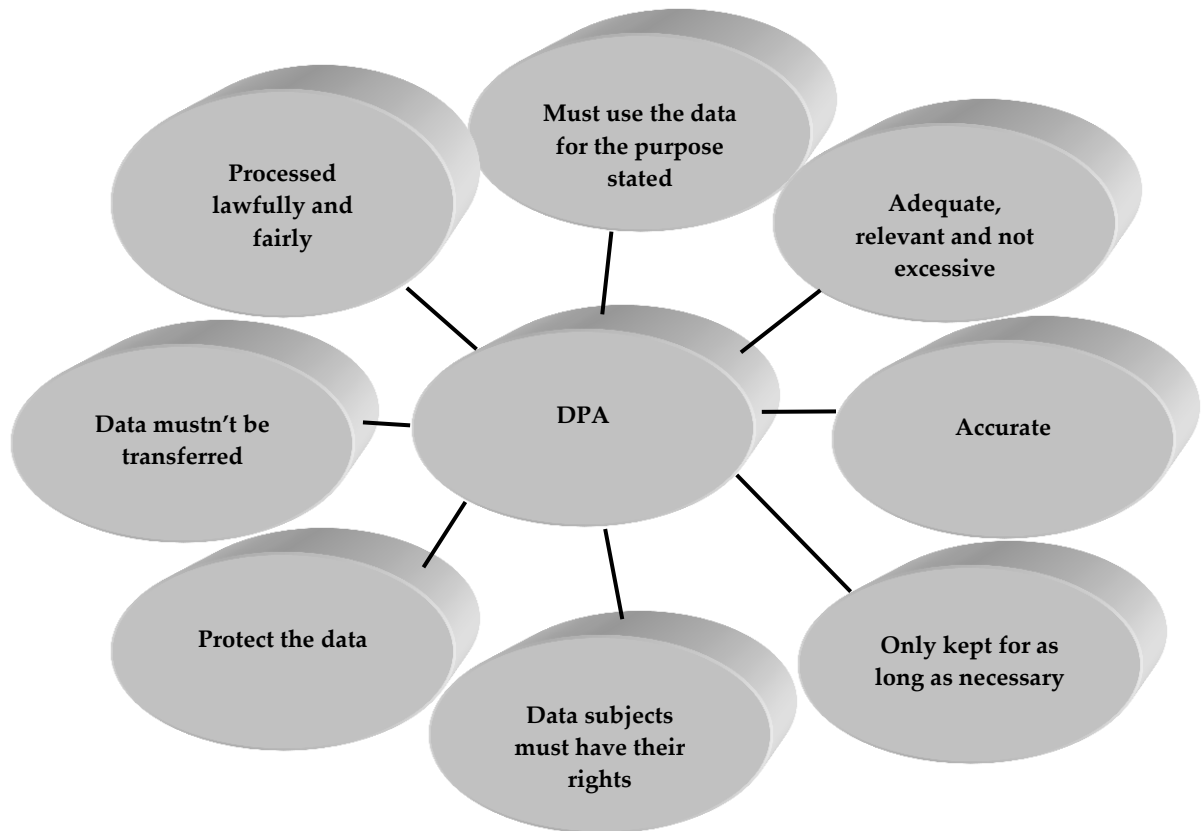 Must use the data
for the purpose
stated
Processed
lawfully and
fairly
Adequate,
relevant and not
excessive
Data mustn’t be
transferred
DPA
Accurate
Protect the data
Only kept for as
long as necessary
Data subjects
must have their
rights